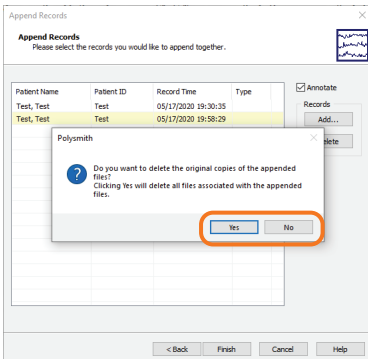 Append Records
Append Records
Please select the records you would like to append together.
Patient Name Patient ID Record Time Type
Test, Test Test 05/17/2020 19:30:35
Test, Test Test 05/17/2020 19:58:29
Annotate
Records
Add...
elete
Polysmith
Do you want to delete the original copies of the appended
files?
Clicking Yes will delete all files associated with the appended
files.
Yes No
< Back Finish Cancel Help